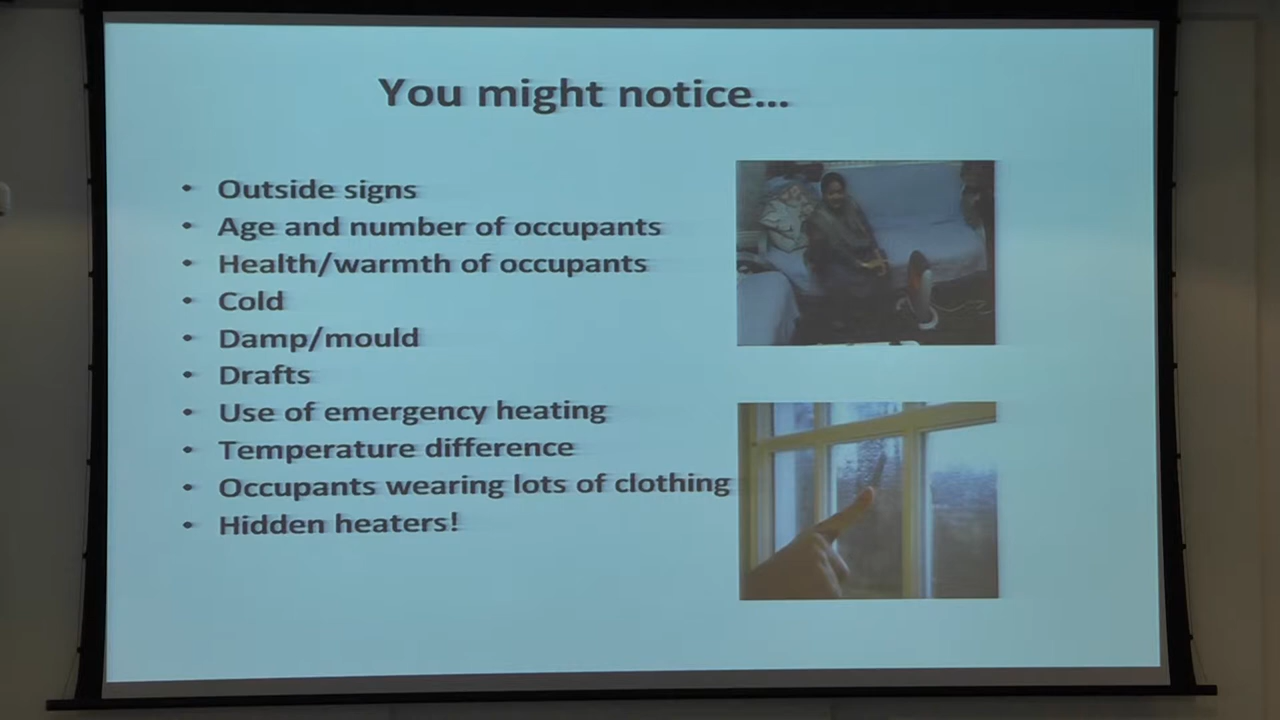 You might notice...
• Outside signs
• Age and number of occupants
• Health/warmth of occupants
• Cold
• Damp/mould
• Drafts
• Use of emergency heating
• Temperature difference
• Occupants wearing lots of clothing
• Hidden heaters!